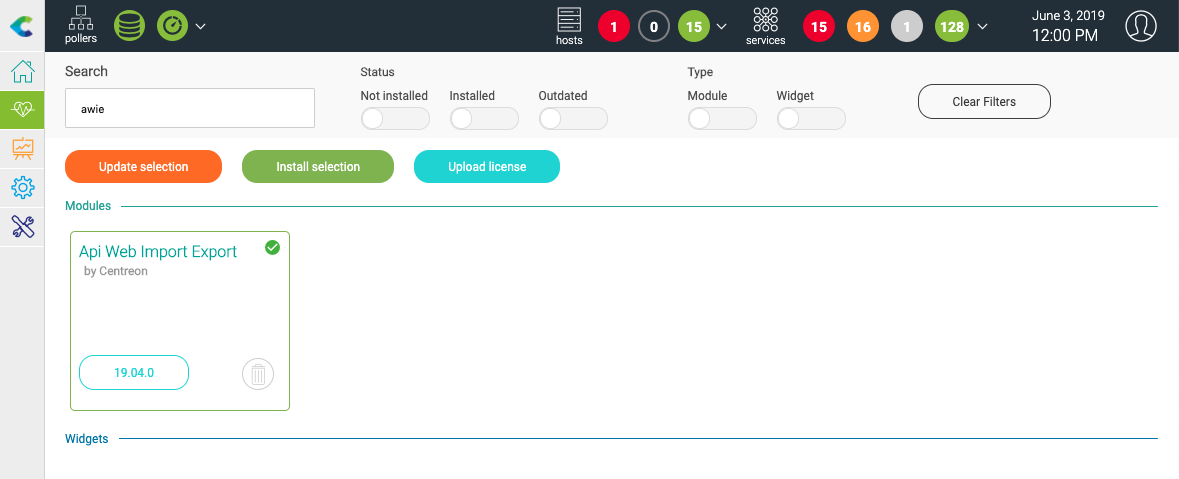 pollers
hosts
1
0
15
services
15
16
1
128
June 3, 2019
12:00 PM
Search
awie
Status
Not installed
Installed
Outdated
Type
Module
Widget
Clear Filters
Update selection
Install selection
Upload license
Modules
Api Web Import Export
by Centreon
19.04.0
Widgets